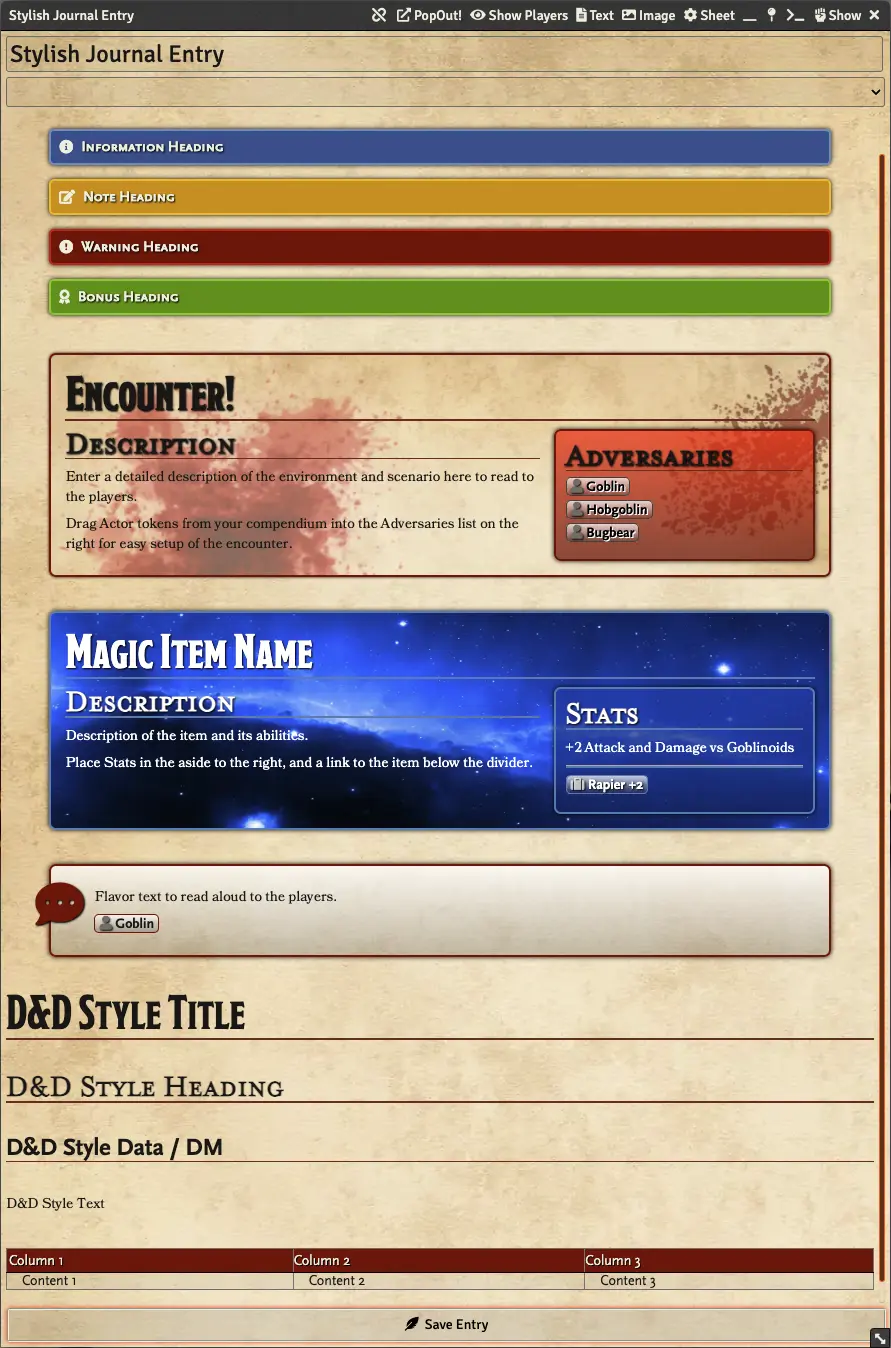 Stylish Journal Entry PopOut! Show Players Text Image Sheet Show
Stylish Journal Entry
Information Heading
Note Heading
Warning Heading
Bonus Heading
Encounter!
Description
Enter a detailed description of the environment and scenario here to read to
the players.
Drag Actor tokens from your compendium into the Adversaries list on the
right for easy setup of the encounter.
Adversaries
Goblin
Hobgoblin
Bugbear
Magic Item Name
Description
Description of the item and its abilities.
Place Stats in the aside to the right, and a link to the item below the divider.
Stats
+2 Attack and Damage vs Goblinoids
Rapier +2
Flavor text to read aloud to the players.
Goblin
D&D Style Title
D&D Style Heading
D&D Style Data / DM
D&D Style Text
Column 1 Column 2 Column 3
Content 1 Content 2 Content 3
Save Entry